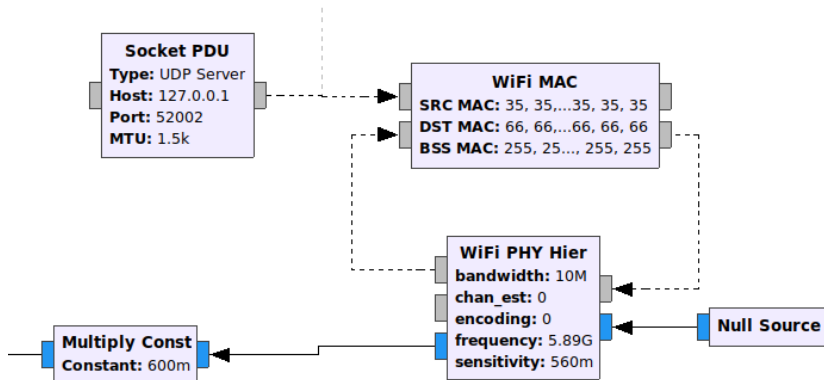 Socket PDU
Type: UDP Server
Host: 127.0.0.1
Port: 52002
MTU: 1.5k
WiFi MAC
SRC MAC: 35, 35,...35, 35, 35
DST MAC: 66, 66,...66, 66, 66
BSS MAC: 255, 25..., 255, 255
WiFi PHY Hier
bandwidth: 10M
chan_est: 0
encoding: 0
frequency: 5.89G
sensitivity: 560m
Null Source
Multiply Const
Constant: 600m